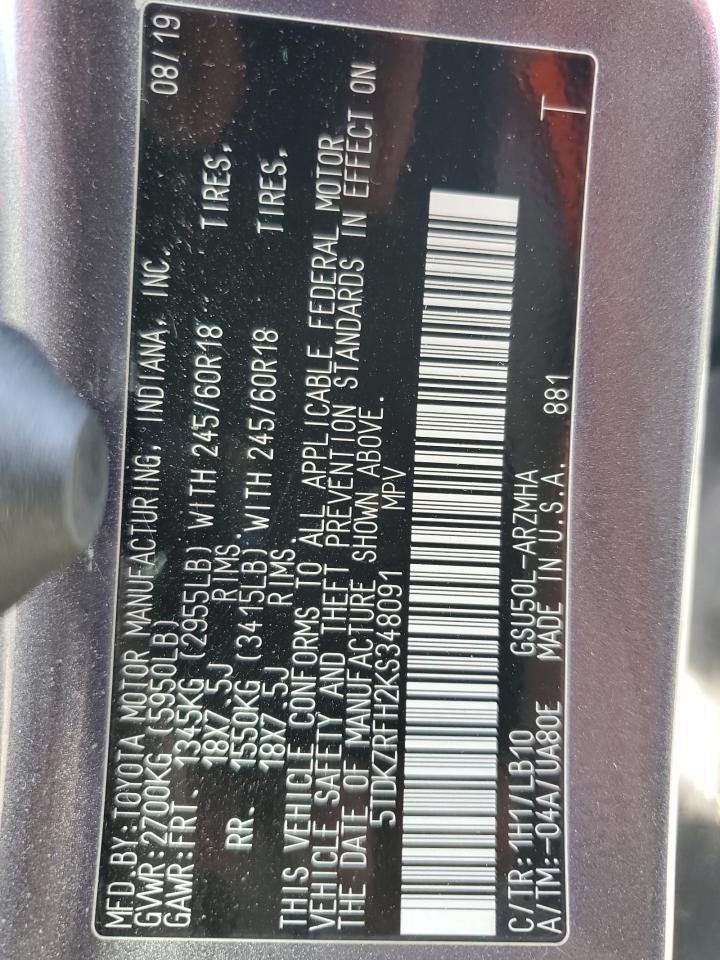 MFD.BY:TOYOTA MOTOR MANUFACTURING, INDIANA, INC. 08/19
GVWR:2700KG (5950LB)
GAWR:FRT. 1345KG (2955LB) WITH 245/60R18 TIRES,
18X7.5J RIMS.
RR. 1550KG (3415LB) WITH 245/60R18 TIRES,
18X7.5J RIMS
THIS VEHICLE CONFORMS TO ALL APPLICABLE FEDERAL MOTOR
VEHICLE SAFETY AND THEFT PREVENTION STANDARDS IN EFFECT ON
THE DATE OF MANUFACTURE SHOWN ABOVE.
5TDKZRFH2KS348091 MPV
C/TR:1H1/LB10 GSU50L-ARZMHA
A/TM:-04A/UA80E MADE IN U.S.A. 881 T